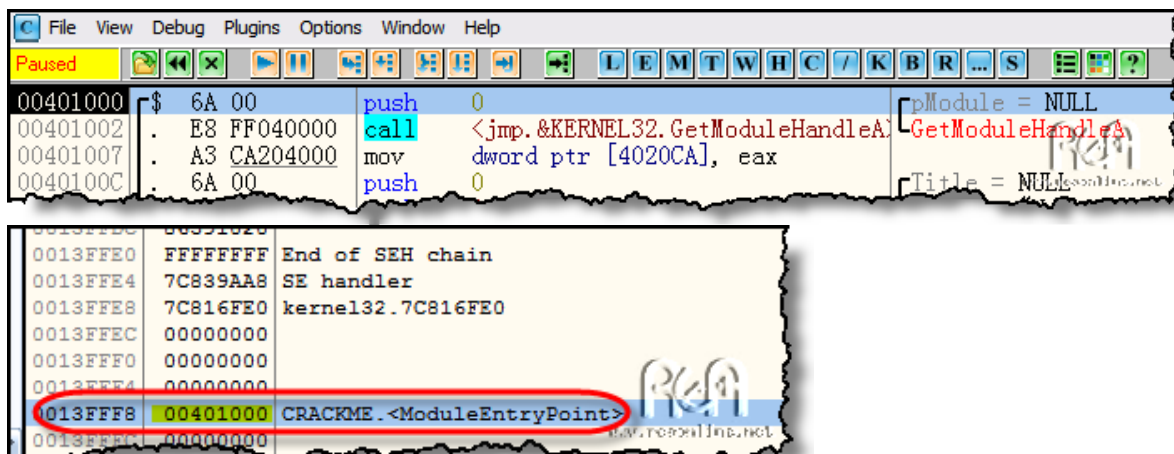 C File View Debug Plugins Options Window Help
Paused L E M T W H C / K B R ... S ?
00401000 $ 6A 00 push 0 pModule = NULL
00401002 . E8 FF040000 call <jmp.&KERNEL32.GetModuleHandleA> GetModuleHandleA
00401007 . A3 CA204000 mov dword ptr [4020CA], eax
0040100C . 6A 00 push 0 Title = NULL
0013FFE0 FFFFFFFF End of SEH chain
0013FFE4 7C839AA8 SE handler
0013FFE8 7C816FE0 kernel32.7C816FE0
0013FFEC 00000000
0013FFF0 00000000
0013FFF4 00000000
0013FFF8 00401000 CRACKME.<ModuleEntryPoint>
0013FFFC 00000000